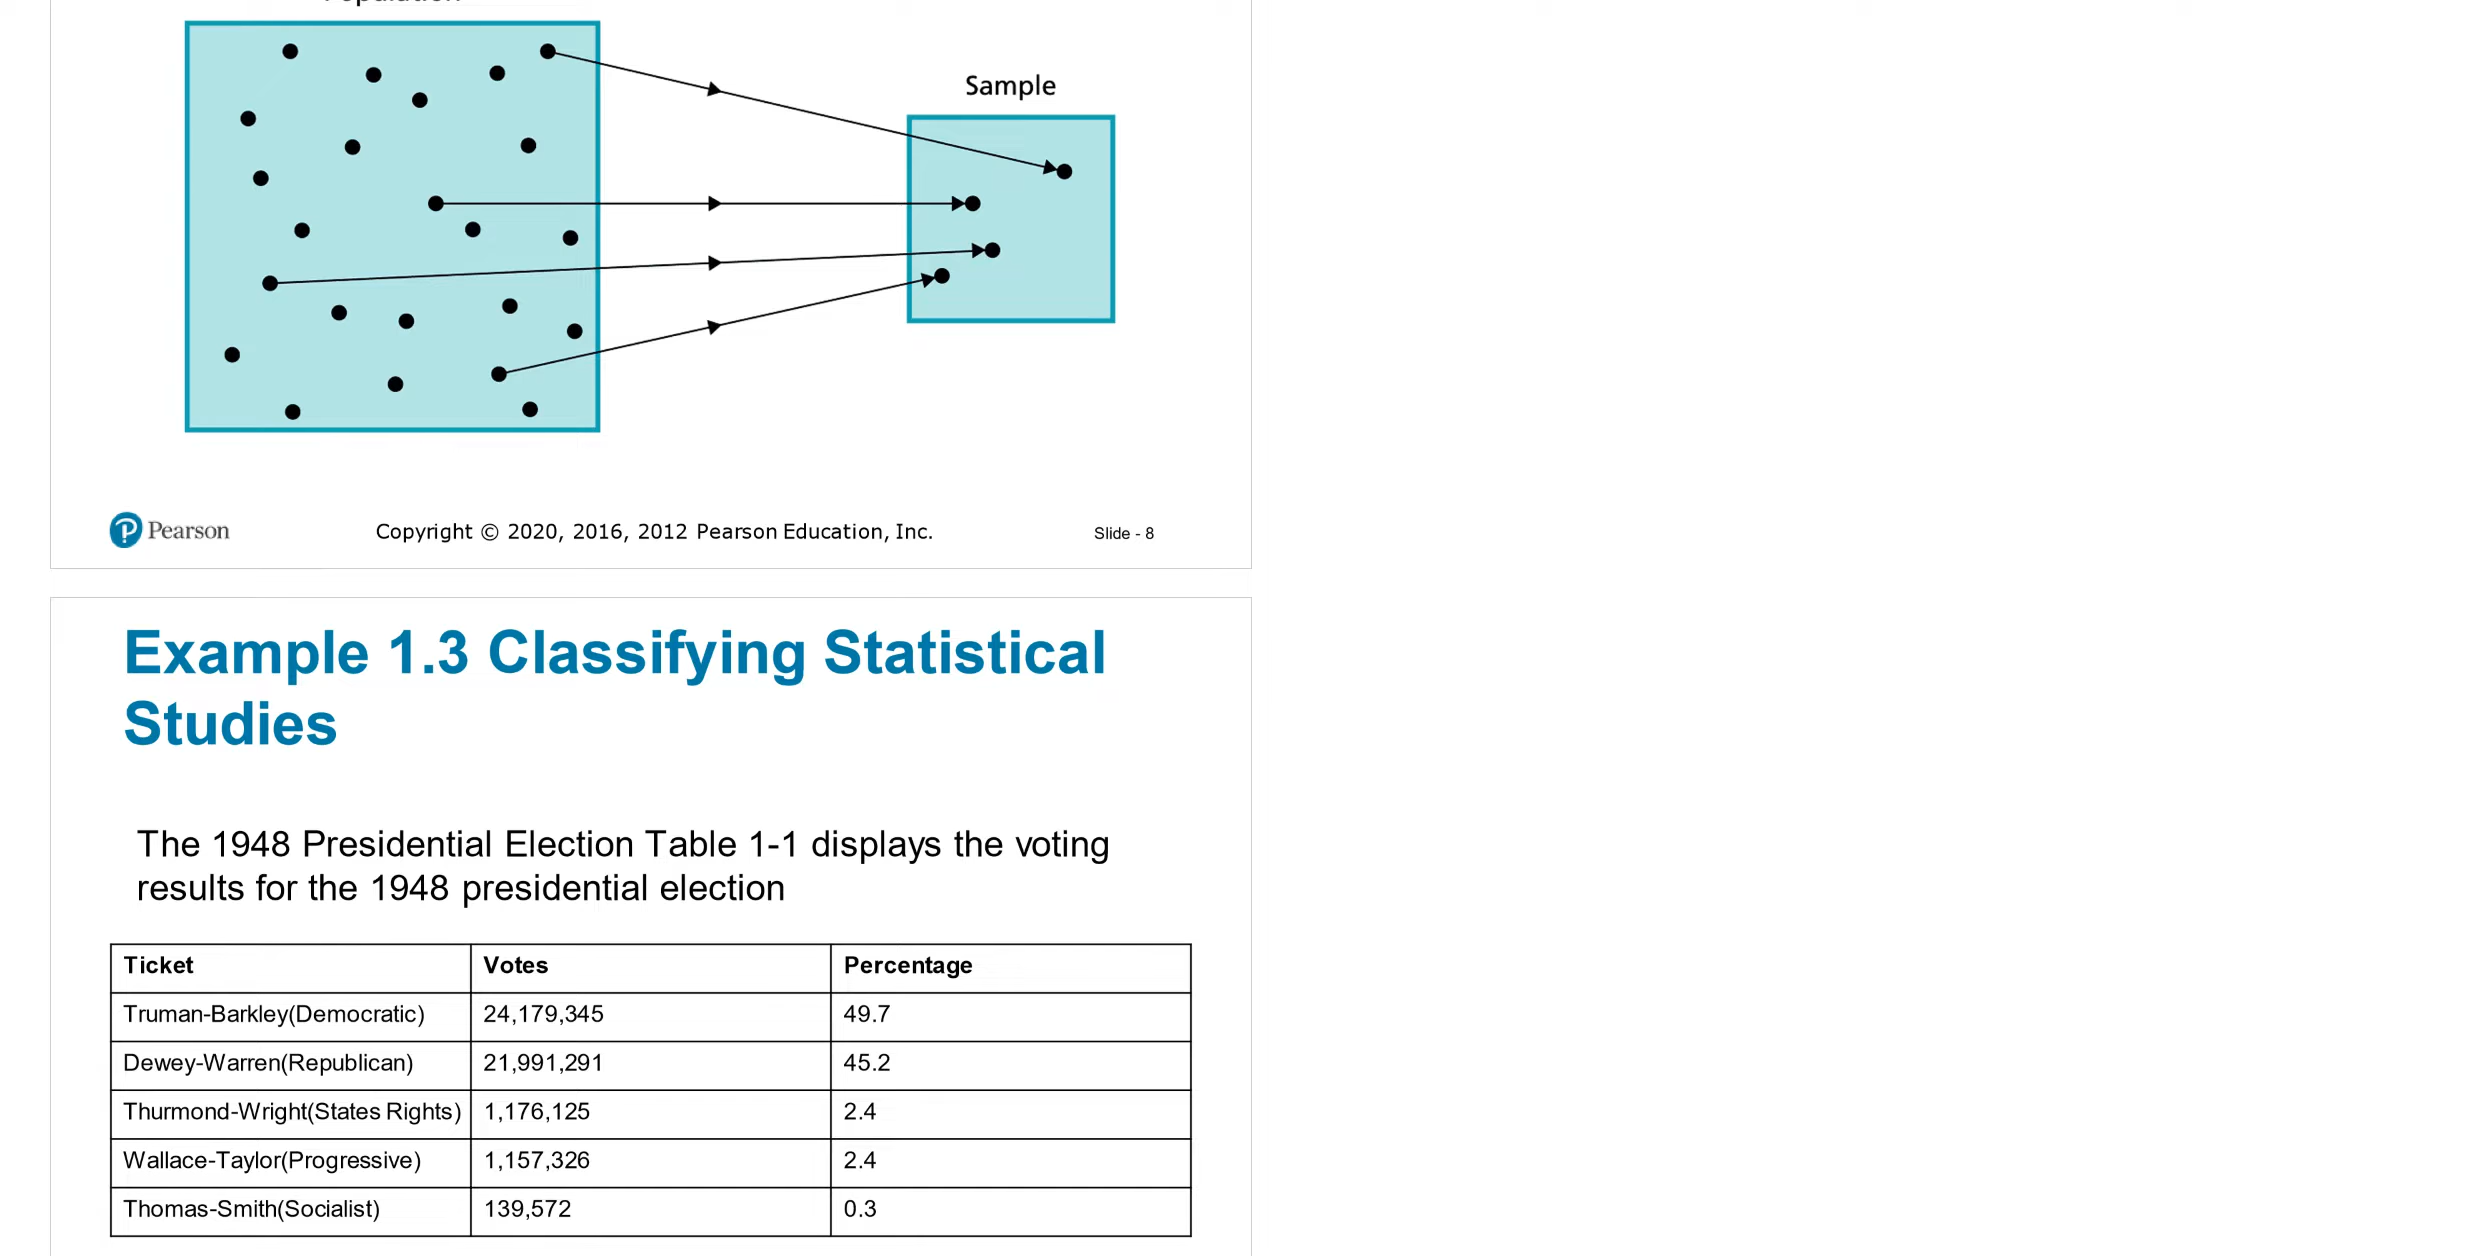 Sample
Pearson
Copyright © 2020, 2016, 2012 Pearson Education, Inc.
Slide - 8
Example 1.3 Classifying Statistical
Studies
The 1948 Presidential Election Table 1-1 displays the voting
results for the 1948 presidential election
Ticket Votes Percentage
Truman-Barkley(Democratic) 24,179,345 49.7
Dewey-Warren(Republican) 21,991,291 45.2
Thurmond-Wright(States Rights) 1,176,125 2.4
Wallace-Taylor(Progressive) 1,157,326 2.4
Thomas-Smith(Socialist) 139,572 0.3